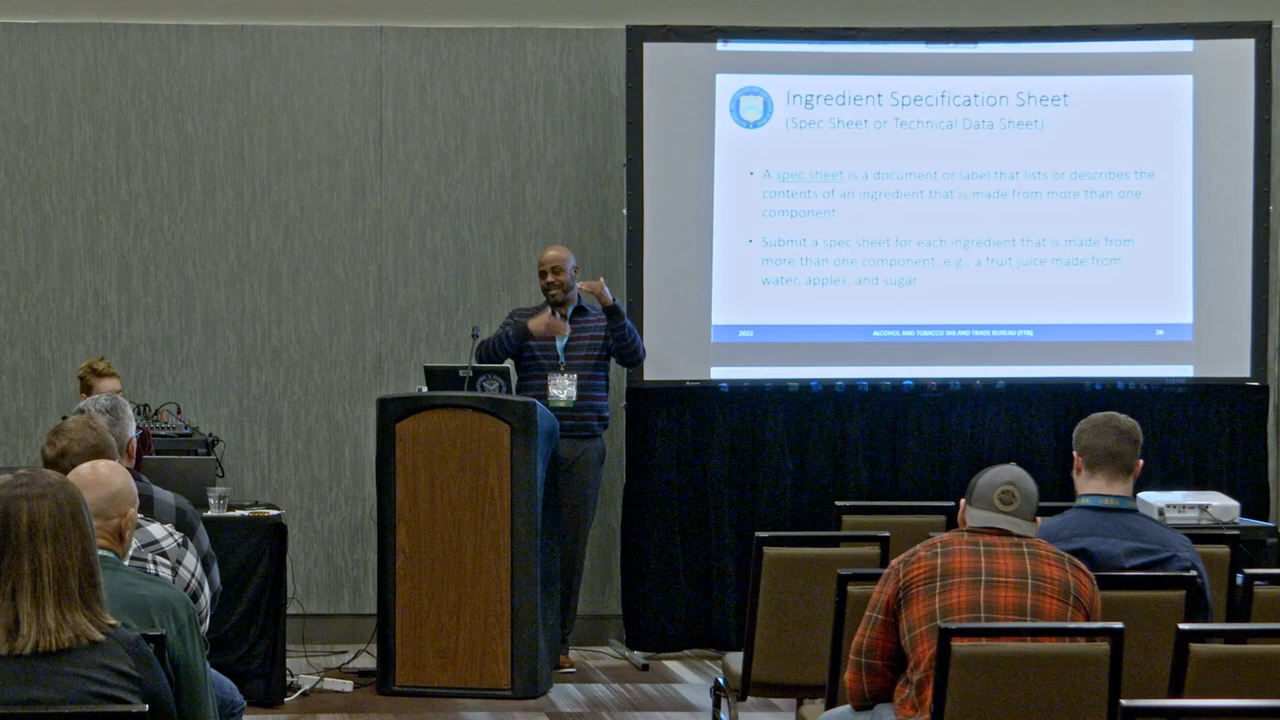 Ingredient Specification Sheet
(Spec Sheet or Technical Data Sheet)
• A spec sheet is a document or label that lists or describes the
contents of an ingredient that is made from more than one
component
• Submit a spec sheet for each ingredient that is made from
more than one component, e.g., a fruit juice made from
water, apples, and sugar
2022
ALCOHOL AND TOBACCO TAX AND TRADE BUREAU (TTB)
26